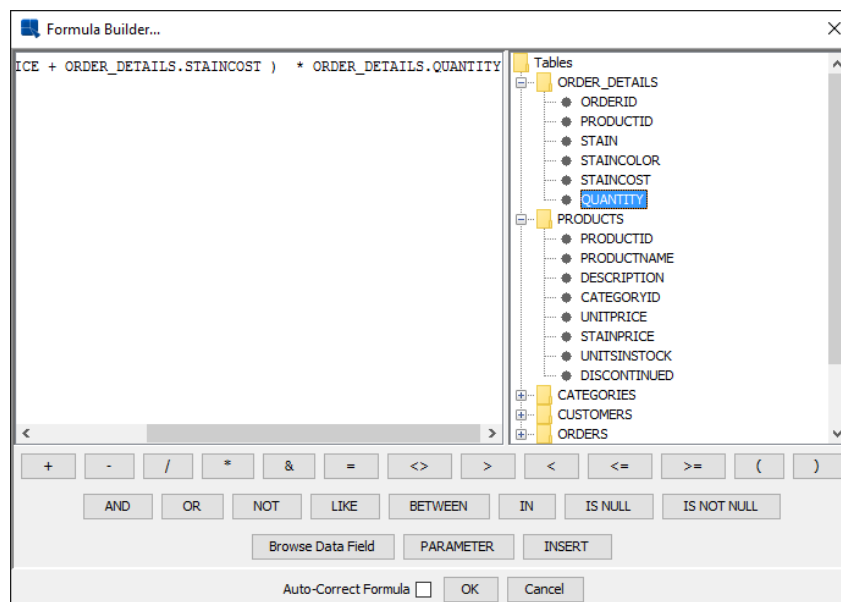 Formula Builder...
ICE + ORDER_DETAILS.STAINCOST )  * ORDER_DETAILS.QUANTITY
Tables
ORDER_DETAILS
ORDERID
PRODUCTID
STAIN
STAINCOLOR
STAINCOST
QUANTITY
PRODUCTS
PRODUCTID
PRODUCTNAME
DESCRIPTION
CATEGORYID
UNITPRICE
STAINPRICE
UNITSINSTOCK
DISCONTINUED
CATEGORIES
CUSTOMERS
ORDERS
+ - / * & = <> > < <= >= ( )
AND OR NOT LIKE BETWEEN IN IS NULL IS NOT NULL
Browse Data Field PARAMETER INSERT
Auto-Correct Formula OK Cancel